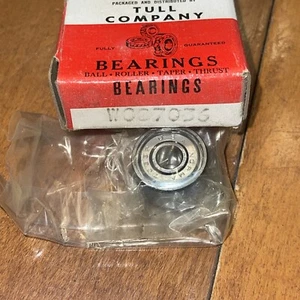 PACKAGED AND DISTRIBUTED BY
TULL
COMPANY
FULLY GUARANTEED
BEARINGS
BALL - ROLLER - TAPER - THRUST
BEARINGS